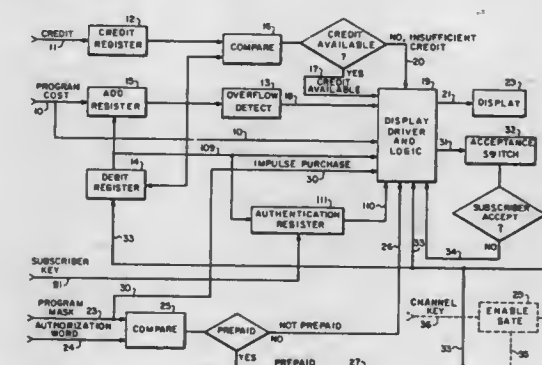 CREDIT
11
12
CREDIT
REGISTER
16
COMPARE
CREDIT
AVAILABLE
?
NO, INSUFFICIENT
CREDIT
20
YES
17
CREDIT
AVAILABLE
PROGRAM
COST
10
15
ADD
REGISTER
13
OVERFLOW
DETECT
18
19
DISPLAY
DRIVER
AND
LOGIC
21
23
DISPLAY
10
109
14
DEBIT
REGISTER
IMPULSE PURCHASE
30
31
32
ACCEPTANCE
SWITCH
111
AUTHENTICATION
REGISTER
110
SUBSCRIBER
ACCEPT
?
NO
33
26
33
34
SUBSCRIBER
KEY
81
30
PROGRAM
MASK
23
AUTHORIZATION
WORD
24
25
COMPARE
PREPAID
NOT PREPAID
NO
YES
PREPAID
27
CHANNEL
KEY
36
ENABLE
GATE
33
35